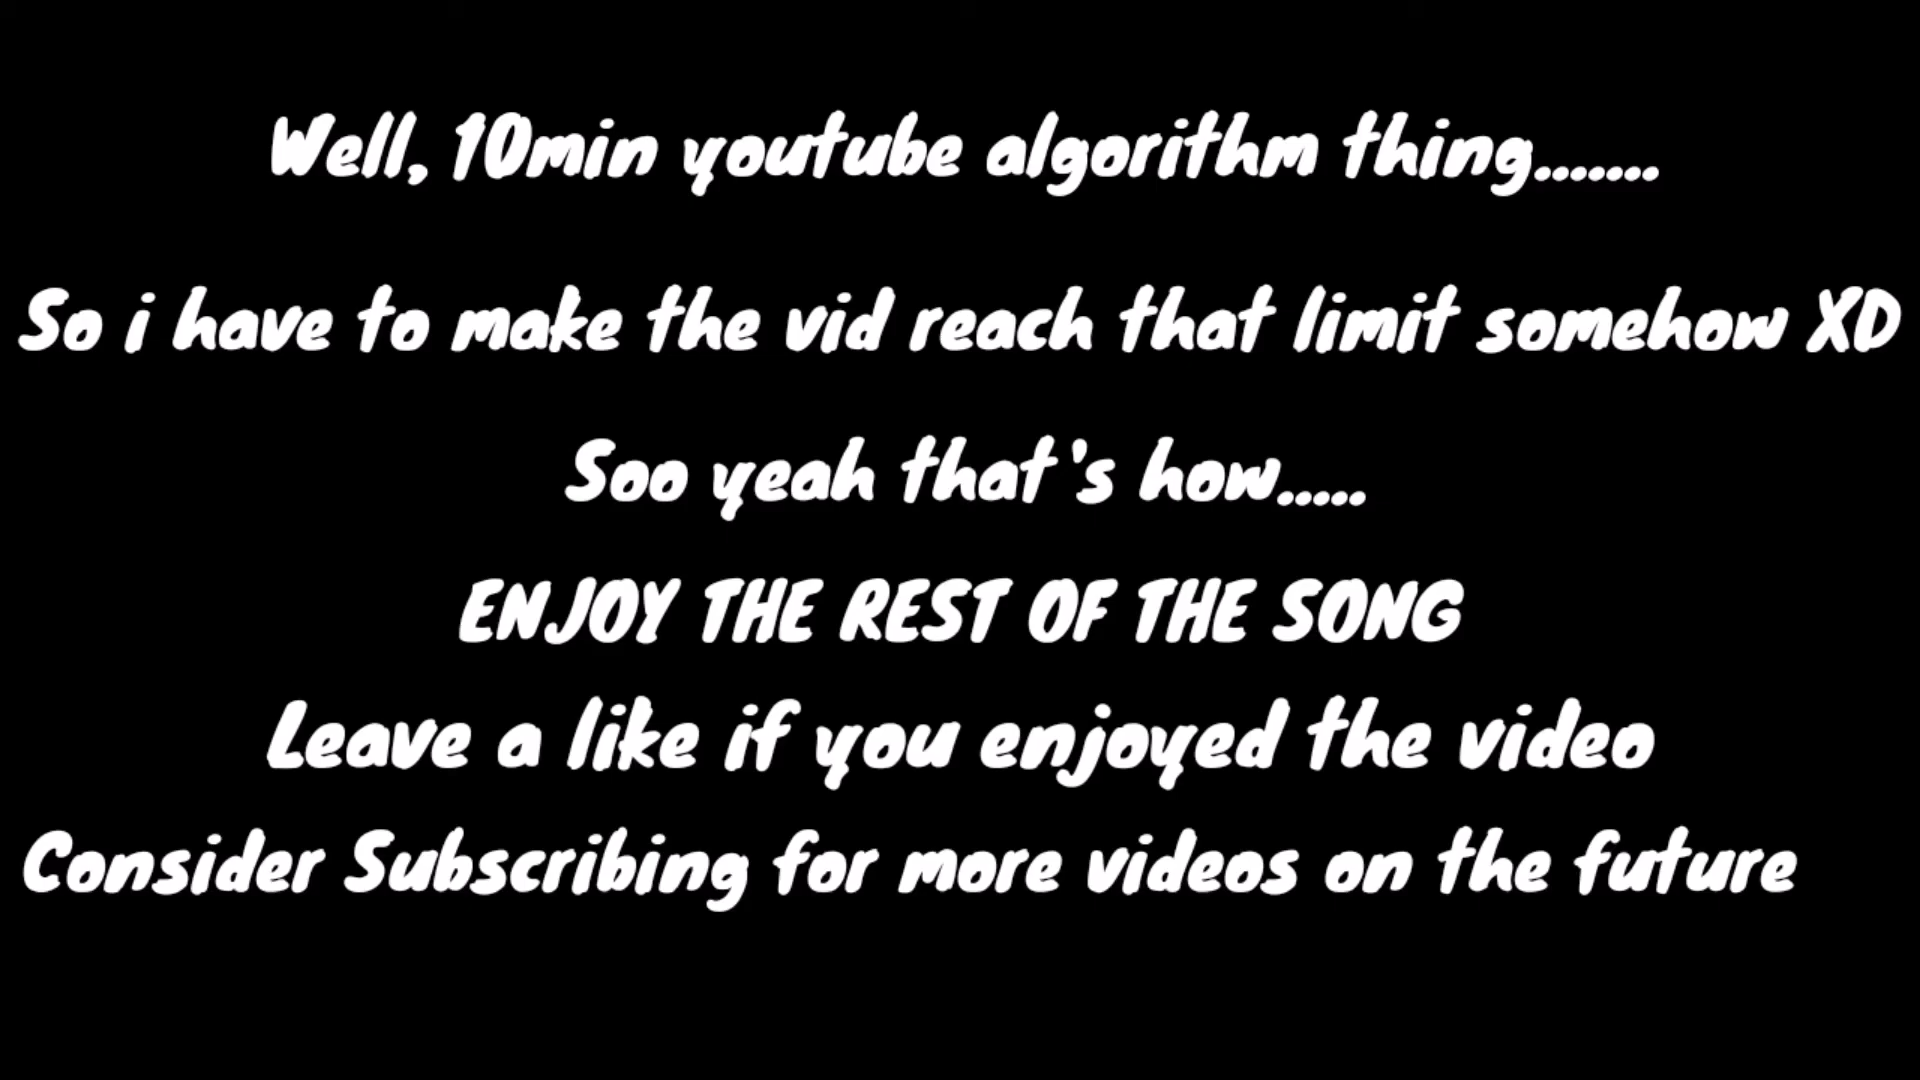 Well, 10min youtube algorithm thing.......
So i have to make the vid reach that limit somehow XD
Soo yeah that's how.....
ENJOY THE REST OF THE SONG
Leave a like if you enjoyed the video
Consider Subscribing for more videos on the future